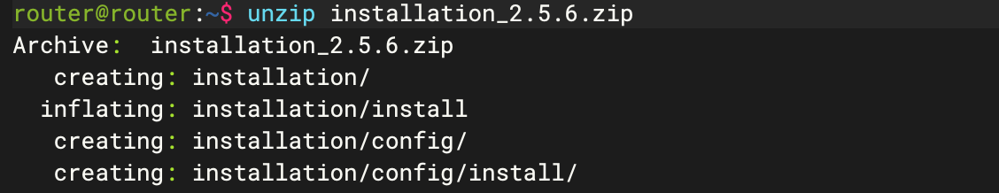 router@router:~$ unzip installation_2.5.6.zip
Archive:  installation_2.5.6.zip
   creating: installation/
  inflating: installation/install
   creating: installation/config/
   creating: installation/config/install/